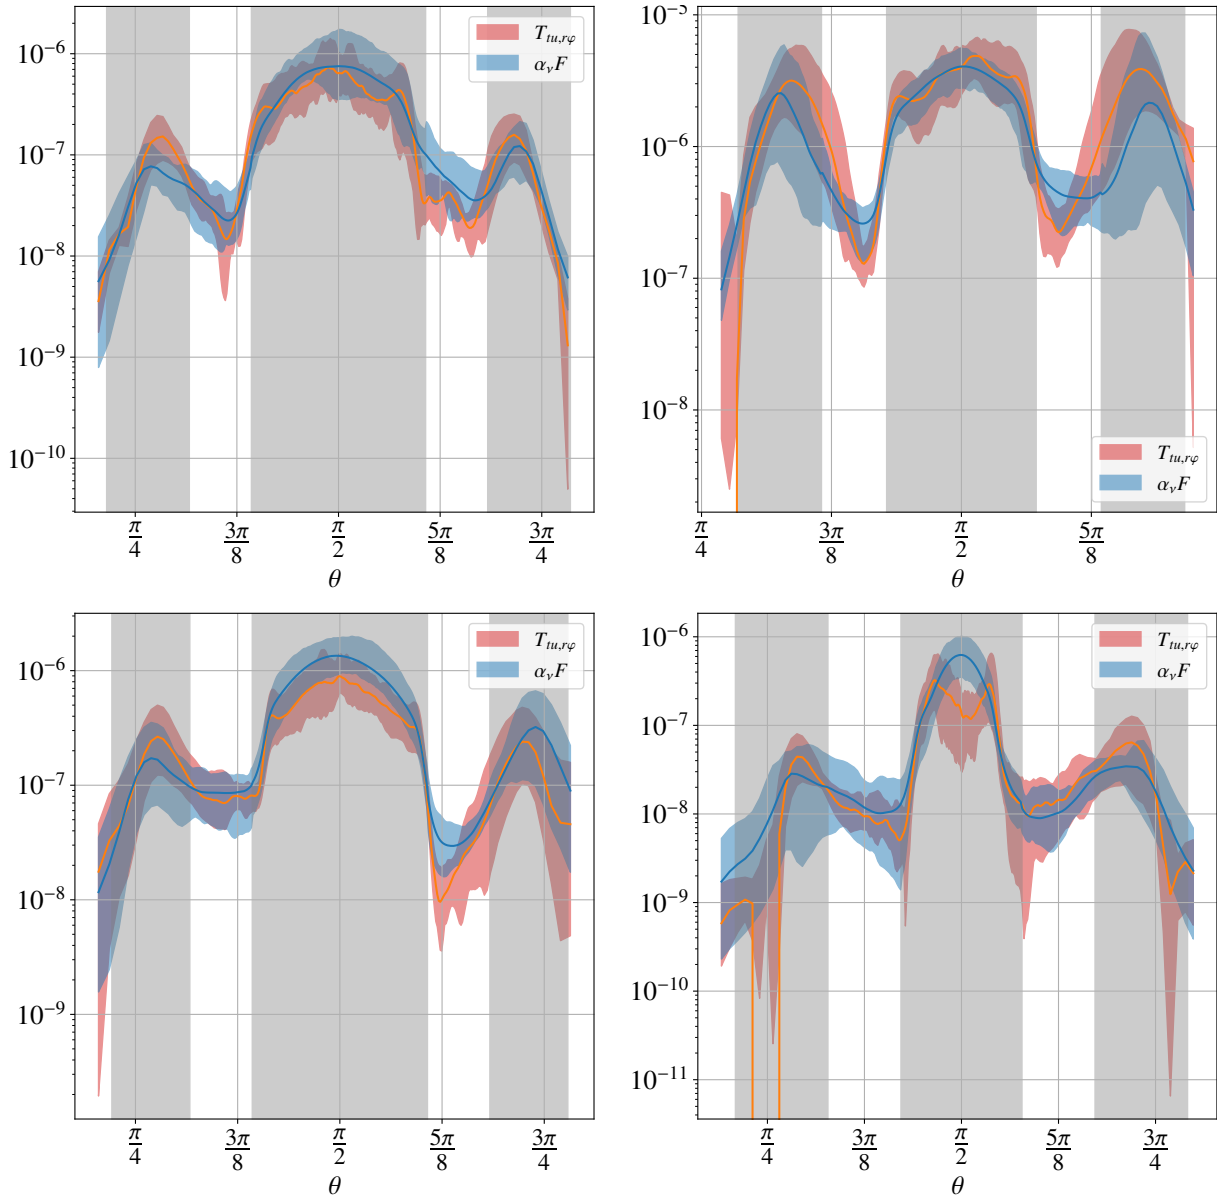 10⁻⁶
10⁻⁷
10⁻⁸
10⁻⁹
10⁻¹⁰
π/4
3π/8
π/2
5π/8
3π/4
θ
T_{tu,rφ}
α_νF
10⁻⁵
10⁻⁶
10⁻⁷
10⁻⁸
π/4
3π/8
π/2
5π/8
θ
T_{tu,rφ}
α_νF
10⁻⁶
10⁻⁷
10⁻⁸
10⁻⁹
π/4
3π/8
π/2
5π/8
3π/4
θ
T_{tu,rφ}
α_νF
10⁻⁶
10⁻⁷
10⁻⁸
10⁻⁹
10⁻¹⁰
10⁻¹¹
π/4
3π/8
π/2
5π/8
3π/4
θ
T_{tu,rφ}
α_νF